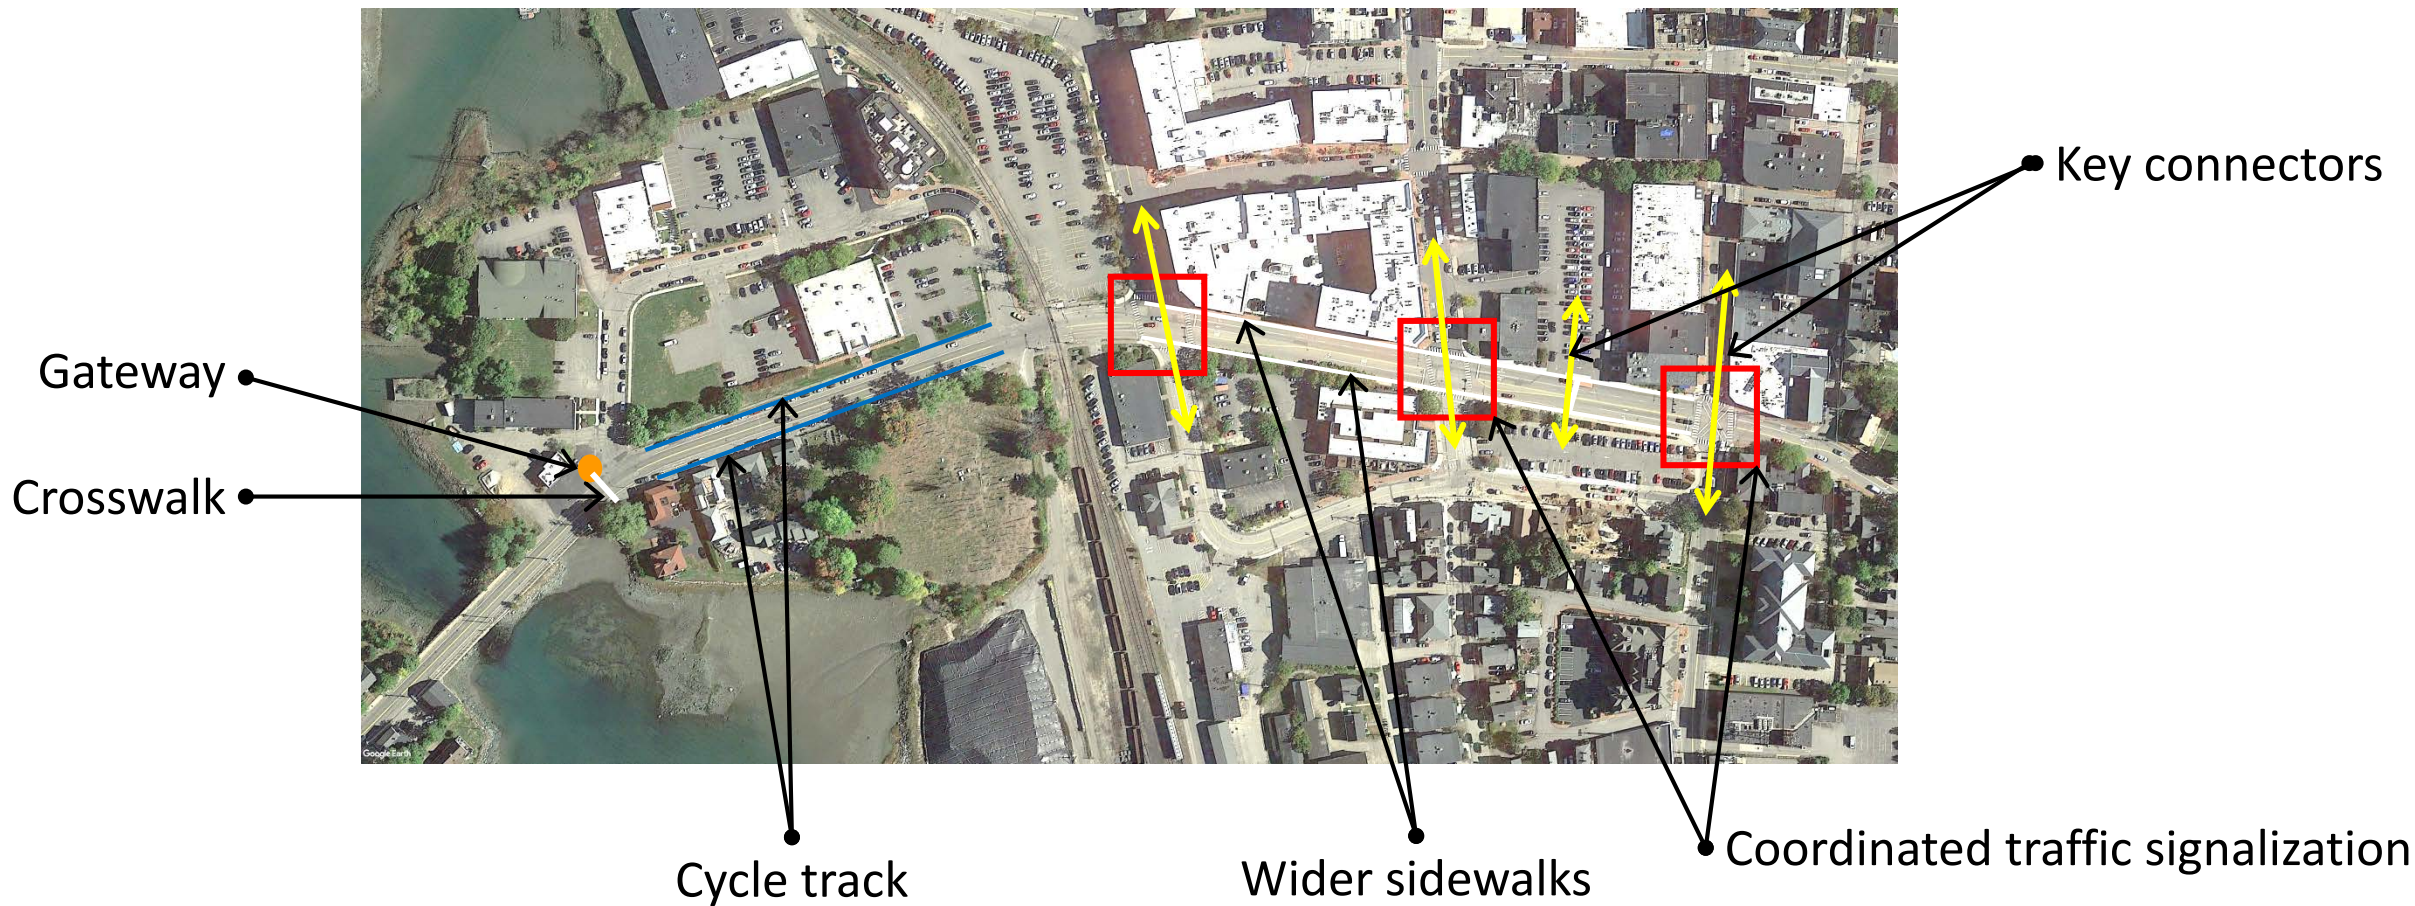 Key connectors
Gateway
Crosswalk
Google Earth
Cycle track
Wider sidewalks
Coordinated traffic signalization